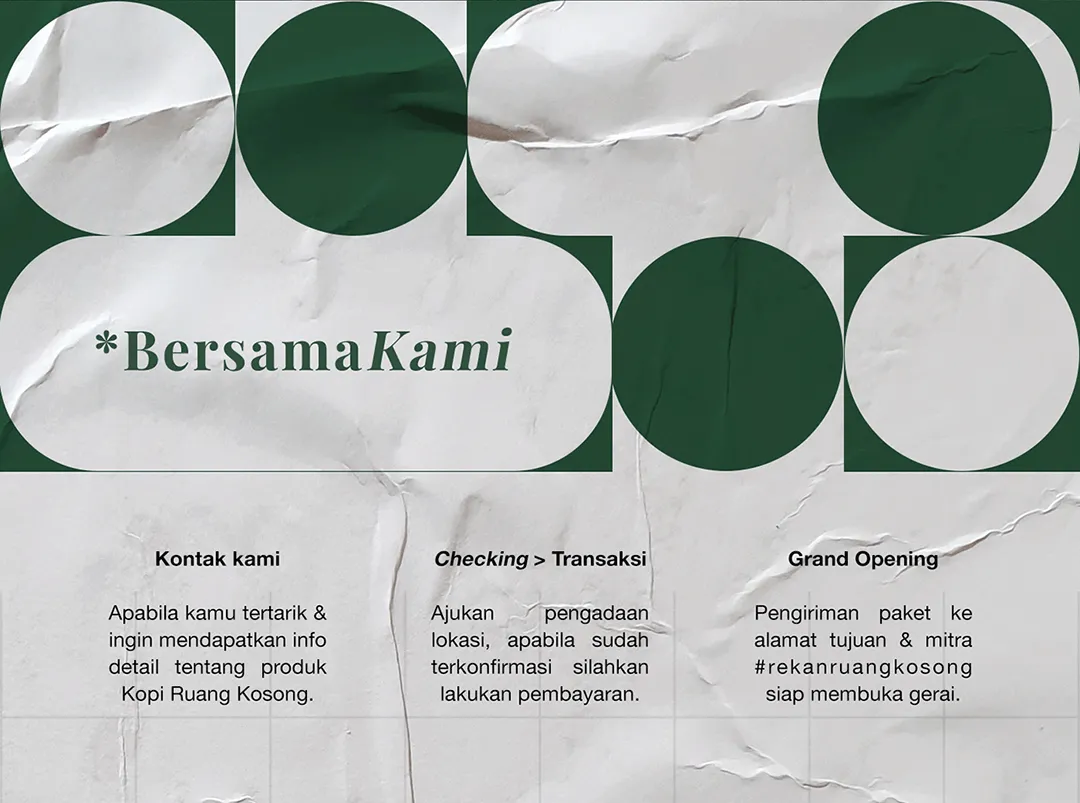 *BersamaKami
Kontak kami
Apabila kamu tertarik &
ingin mendapatkan info
detail tentang produk
Kopi Ruang Kosong.
Checking > Transaksi
Ajukan pengadaan
lokasi, apabila sudah
terkonfirmasi silahkan
lakukan pembayaran.
Grand Opening
Pengiriman paket ke
alamat tujuan & mitra
#rekanruangkosong
siap membuka gerai.